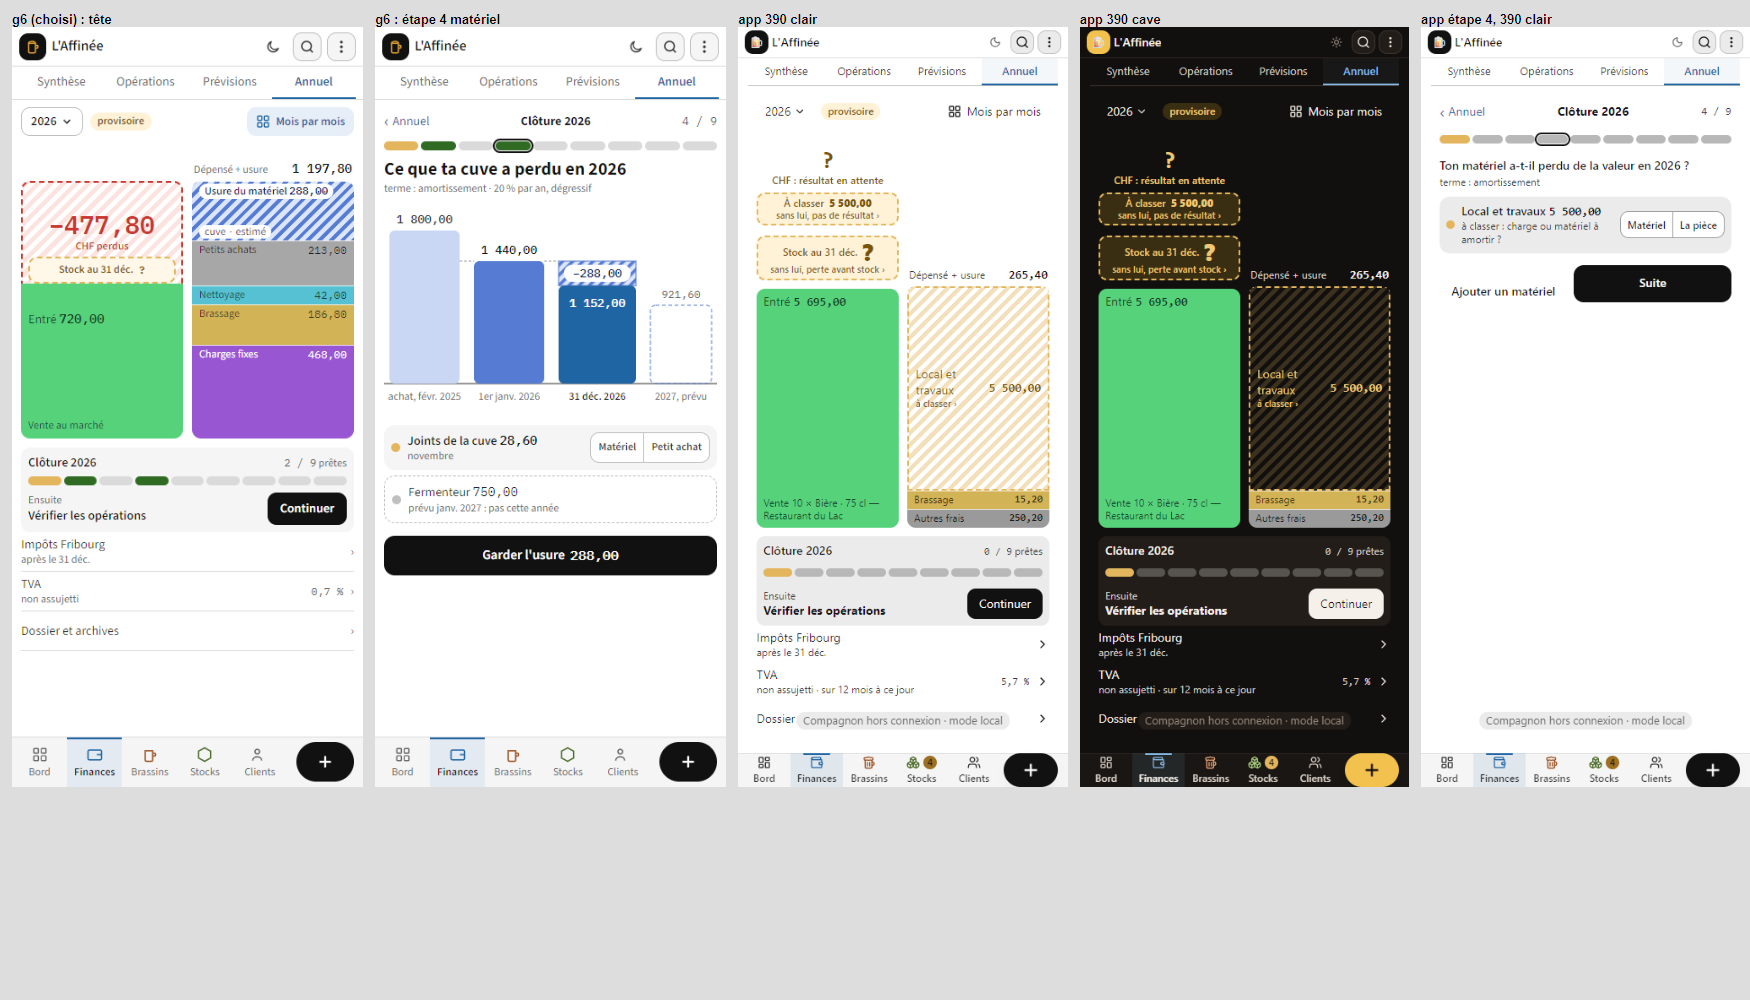 g6 (choisi) : tête
L'Affinée
Synthèse
Opérations
Prévisions
Annuel
2026
provisoire
Mois par mois
Dépensé + usure 1 197,80
Usure du matériel 288,00
cuve · estimé
−477,80
CHF perdus
Stock au 31 déc. ?
Petits achats 213,00
Nettoyage 42,00
Entré 720,00
Brassage 186,80
Charges fixes 468,00
Vente au marché
Clôture 2026
2 / 9 prêtes
Ensuite
Vérifier les opérations
Continuer
Impôts Fribourg
après le 31 déc.
›
TVA
non assujetti
0,7 % ›
Dossier et archives
›
Bord
Finances
Brassins
Stocks
Clients
+
g6 : étape 4 matériel
L'Affinée
Synthèse
Opérations
Prévisions
Annuel
‹ Annuel
Clôture 2026
4 / 9
Ce que ta cuve a perdu en 2026
terme : amortissement · 20 % par an, dégressif
1 800,00
1 440,00
−288,00
1 152,00
921,60
achat, févr. 2025
1er janv. 2026
31 déc. 2026
2027, prévu
Joints de la cuve 28,60
novembre
Matériel
Petit achat
Fermenteur 750,00
prévu janv. 2027 : pas cette année
Garder l'usure 288,00
Bord
Finances
Brassins
Stocks
Clients
+
app 390 clair
L'Affinée
Synthèse
Opérations
Prévisions
Annuel
2026
provisoire
Mois par mois
?
CHF : résultat en attente
À classer 5 500,00
sans lui, pas de résultat ›
Stock au 31 déc. ?
sans lui, perte avant stock ›
Dépensé + usure 265,40
Entré 5 695,00
Local et
travaux
à classer ›
5 500,00
Vente 10 × Bière · 75 cl —
Restaurant du Lac
Brassage 15,20
Autres frais 250,20
Clôture 2026
0 / 9 prêtes
Ensuite
Vérifier les opérations
Continuer
Impôts Fribourg
après le 31 déc.
TVA
non assujetti · sur 12 mois à ce jour
5,7 %
Dossier
Compagnon hors connexion · mode local
Bord
Finances
Brassins
4
Stocks
Clients
+
app 390 cave
L'Affinée
Synthèse
Opérations
Prévisions
Annuel
2026
provisoire
Mois par mois
?
CHF : résultat en attente
À classer 5 500,00
sans lui, pas de résultat ›
Stock au 31 déc. ?
sans lui, perte avant stock ›
Dépensé + usure 265,40
Entré 5 695,00
Local et
travaux
à classer ›
5 500,00
Vente 10 × Bière · 75 cl —
Restaurant du Lac
Brassage 15,20
Autres frais 250,20
Clôture 2026
0 / 9 prêtes
Ensuite
Vérifier les opérations
Continuer
Impôts Fribourg
après le 31 déc.
TVA
non assujetti · sur 12 mois à ce jour
5,7 %
Dossier
Compagnon hors connexion · mode local
Bord
Finances
Brassins
4
Stocks
Clients
+
app étape 4, 390 clair
L'Affinée
Synthèse
Opérations
Prévisions
Annuel
‹ Annuel
Clôture 2026
4 / 9
Ton matériel a-t-il perdu de la valeur en 2026 ?
terme : amortissement
Local et travaux 5 500,00
à classer : charge ou matériel à
amortir ?
Matériel
La pièce
Ajouter un matériel
Suite
Compagnon hors connexion · mode local
Bord
Finances
Brassins
4
Stocks
Clients
+